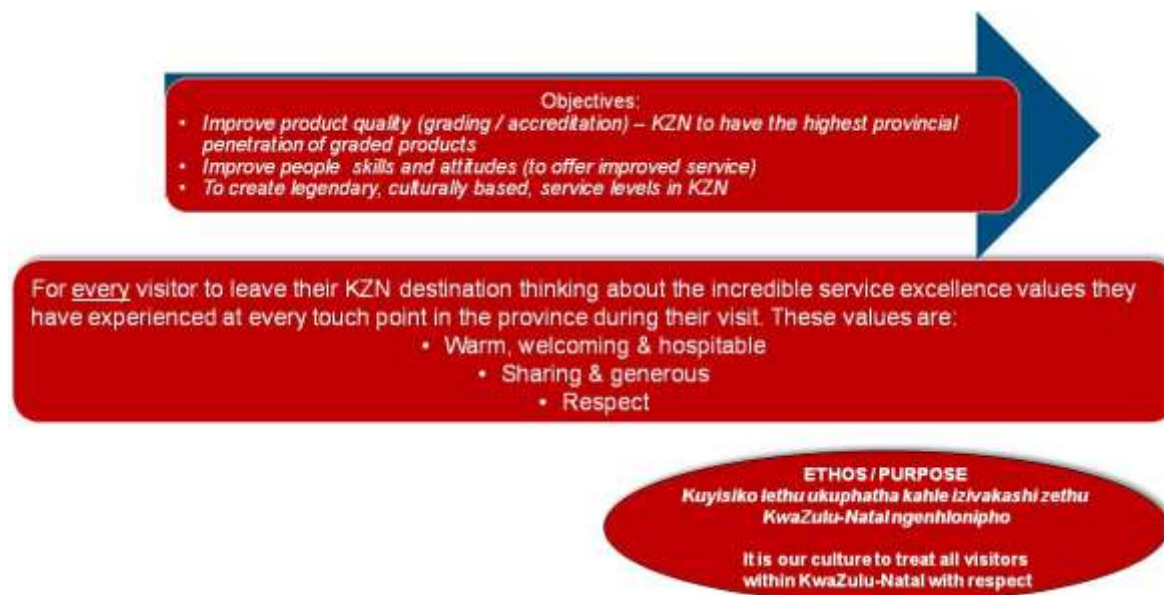 Objectives:
• Improve product quality (grading / accreditation) – KZN to have the highest provincial
penetration of graded products
• Improve people skills and attitudes (to offer improved service)
• To create legendary, culturally based, service levels in KZN
For every visitor to leave their KZN destination thinking about the incredible service excellence values they
have experienced at every touch point in the province during their visit. These values are:
• Warm, welcoming & hospitable
• Sharing & generous
• Respect
ETHOS / PURPOSE
Kuyisiko lethu ukuphatha kahle izivakashi zethu
KwaZulu-Natal ngenhlonipho
It is our culture to treat all visitors
within KwaZulu-Natal with respect